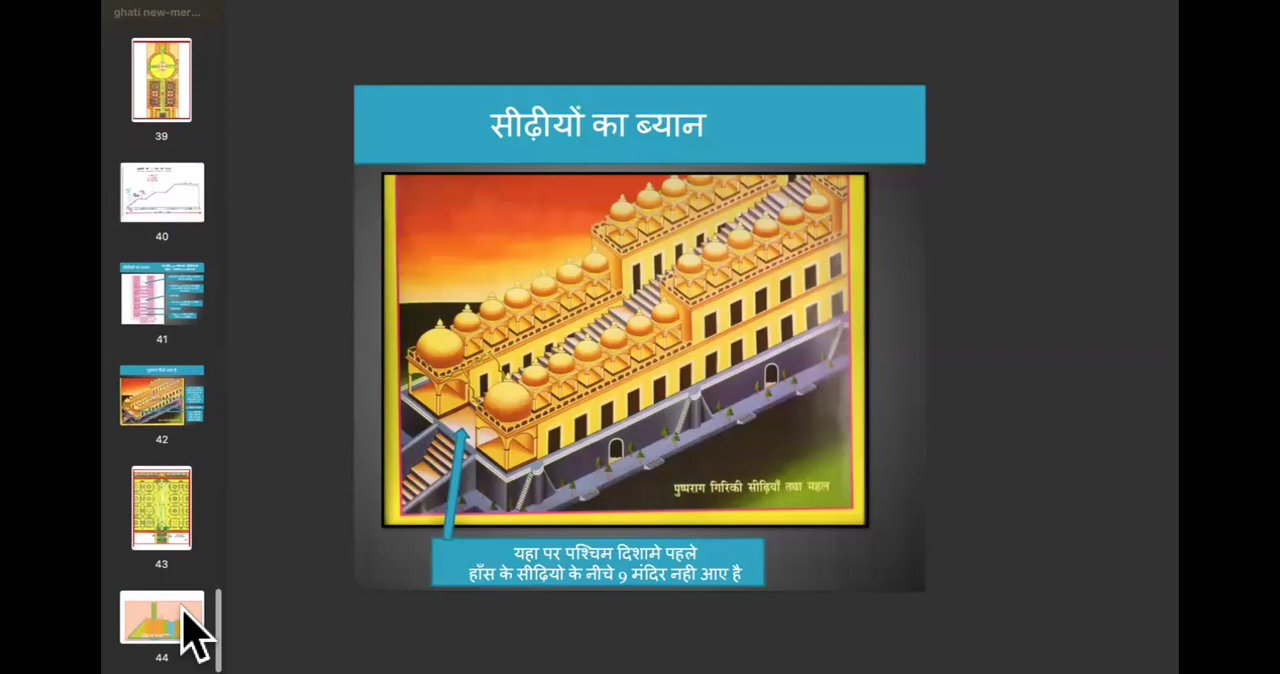 ghati new-mer...
39
40
41
42
43
44
सीढ़ीयों का ब्यान
पुष्पराग गिरिकी सीढ़ियाँ तथा महल
यहा पर पश्चिम दिशामे पहले
हाँस के सीढ़ियो के नीचे 9 मंदिर नही आए है